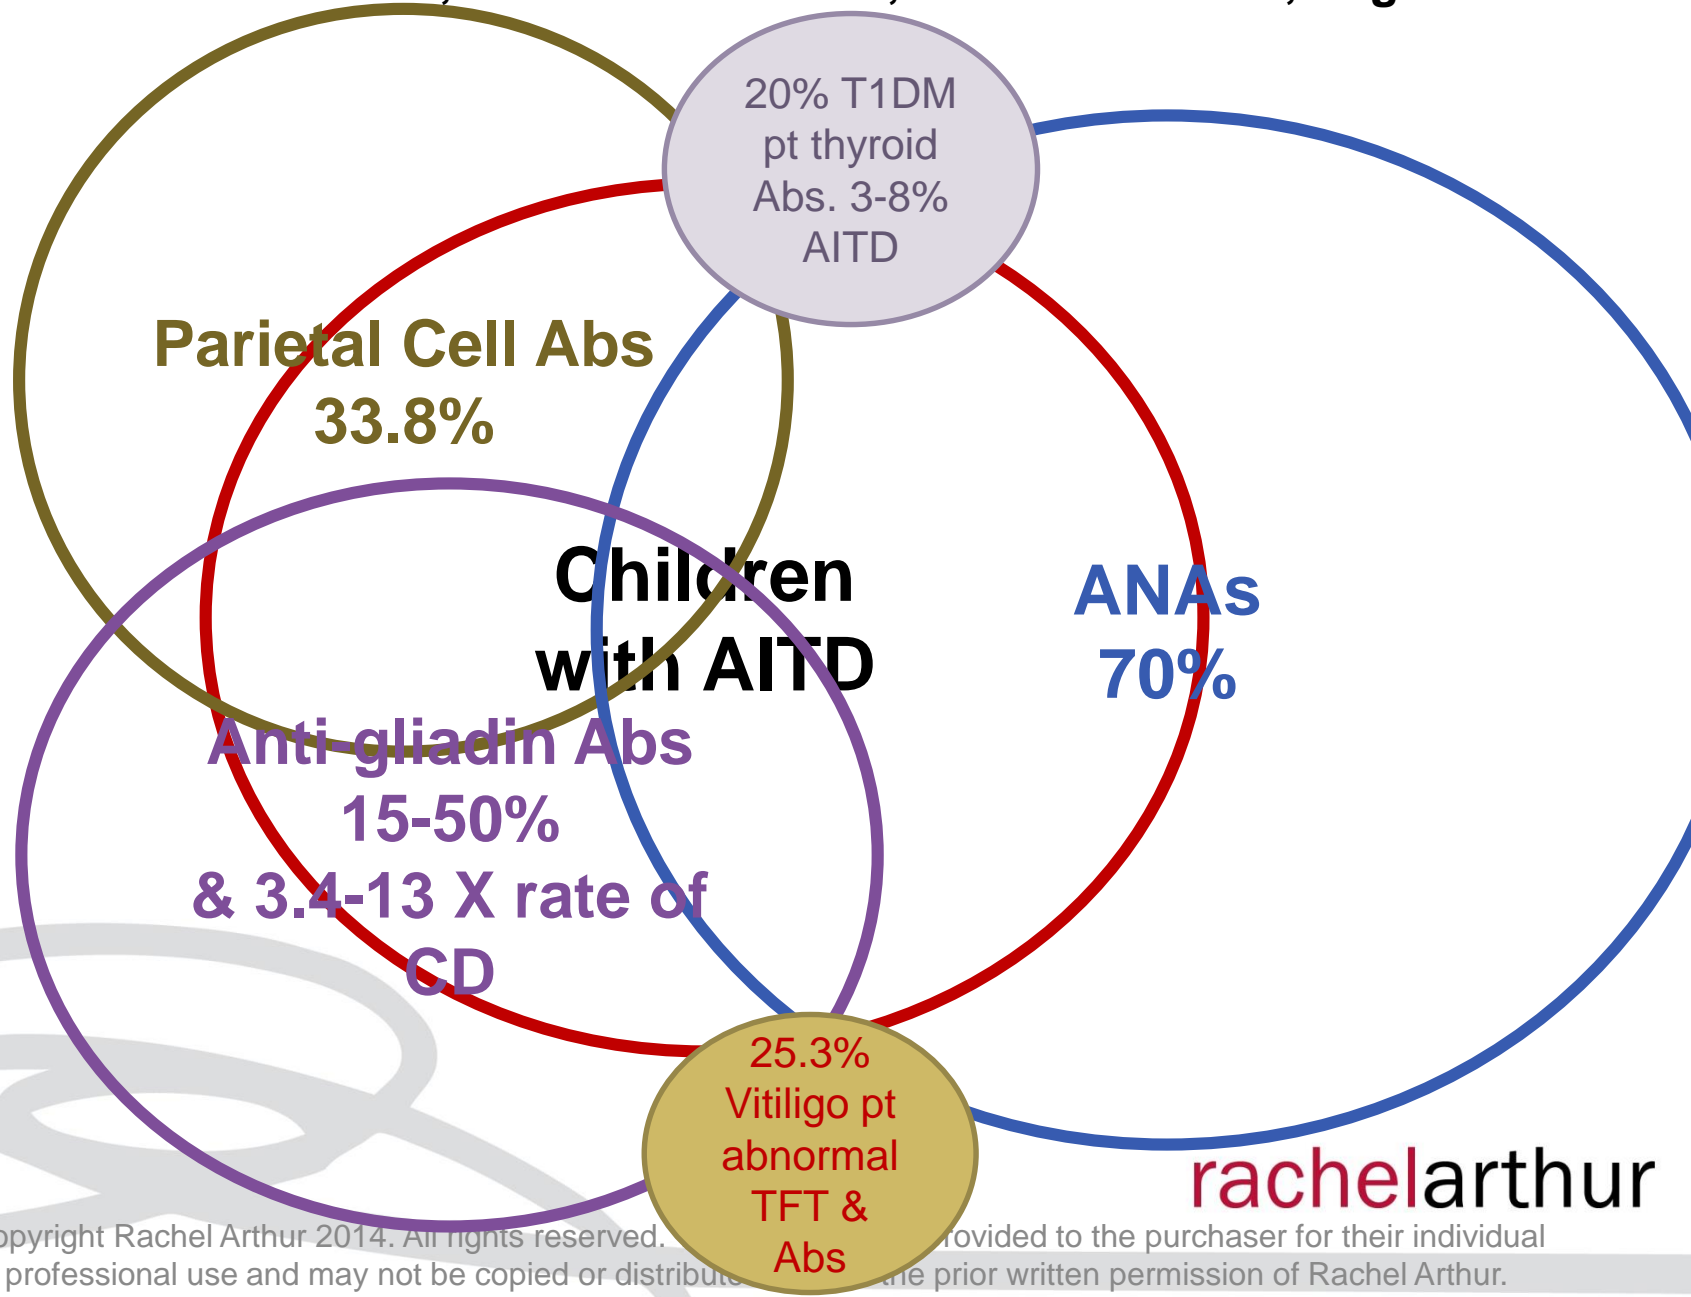 20% T1DM
pt thyroid
Abs. 3-8%
AITD
Parietal Cell Abs
33.8%
Children
with AITD
ANAs
70%
Anti-gliadin Abs
15-50%
& 3.4-13 X rate of
CD
25.3%
Vitiligo pt
abnormal
TFT &
Abs
rachelarthur
opyright Rachel Arthur 2014. All rights reserved. rovided to the purchaser for their individual
professional use and may not be copied or distribut he prior written permission of Rachel Arthur.